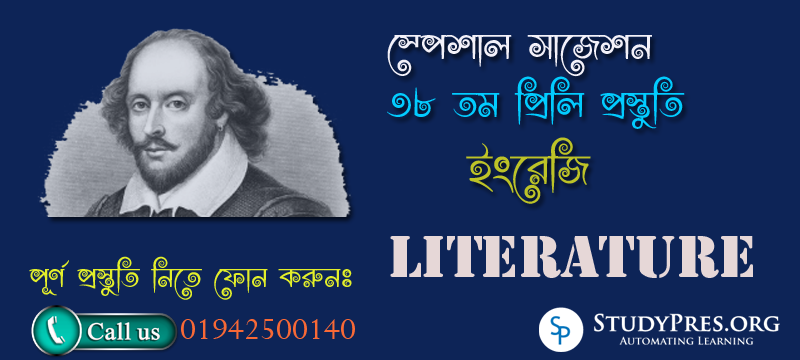 স্পেশাল সাজেশন
৩৮ তম প্রিলি প্রস্তুতি
ইংরেজি
LITERATURE
পূর্ণ প্রস্তুতি নিতে ফোন করুনঃ
Call us 01942500140
SP STUDYPRES.ORG
AUTOMATING LEARNING